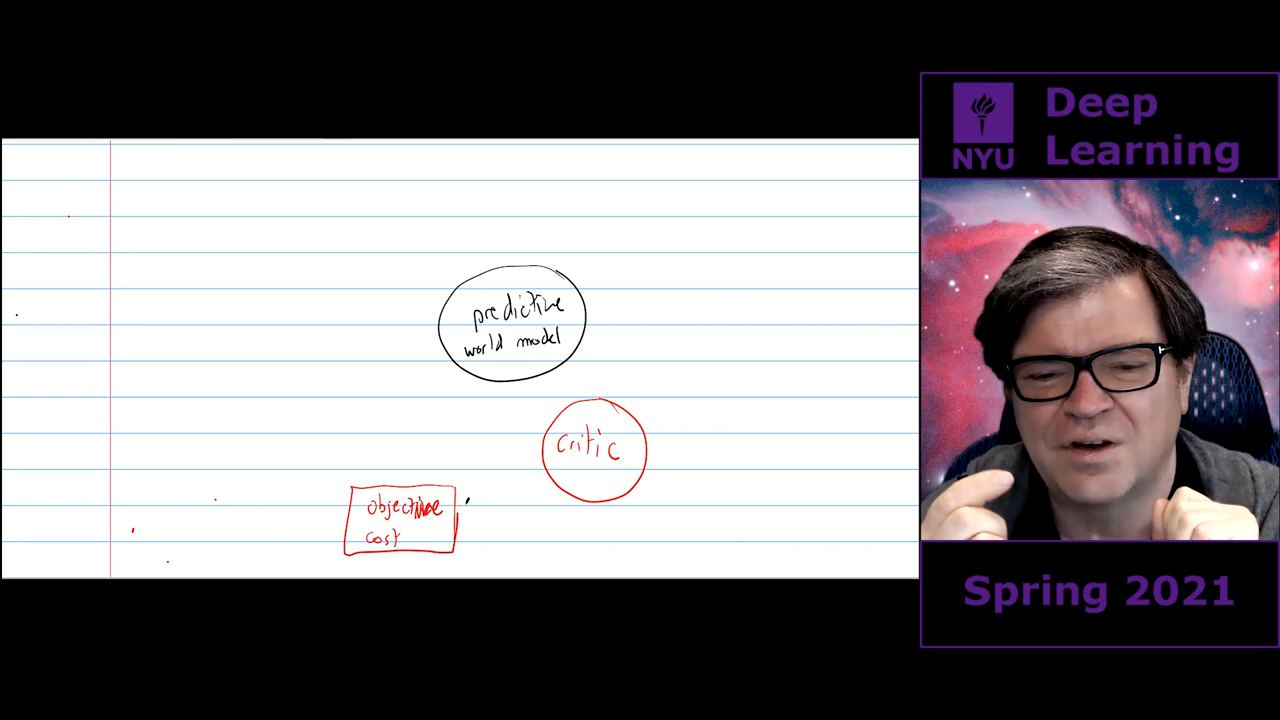 predictive
world model
critic
objective
cost
NYU
Deep
Learning
Spring 2021